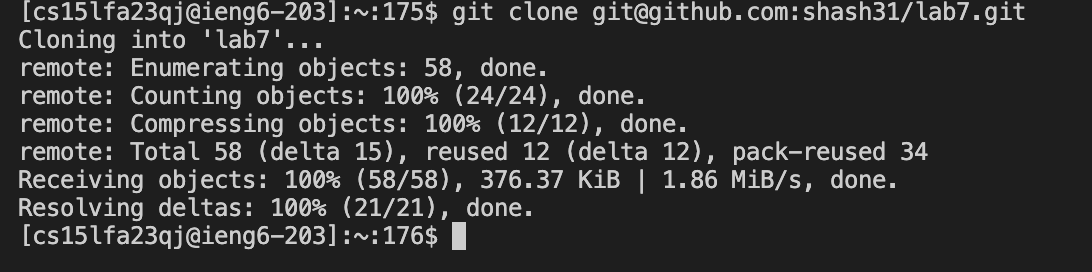 [cs15lfa23qj@ieng6-203]:~:175$ git clone git@github.com:shash31/lab7.git
Cloning into 'lab7'...
remote: Enumerating objects: 58, done.
remote: Counting objects: 100% (24/24), done.
remote: Compressing objects: 100% (12/12), done.
remote: Total 58 (delta 15), reused 12 (delta 12), pack-reused 34
Receiving objects: 100% (58/58), 376.37 KiB | 1.86 MiB/s, done.
Resolving deltas: 100% (21/21), done.
[cs15lfa23qj@ieng6-203]:~:176$